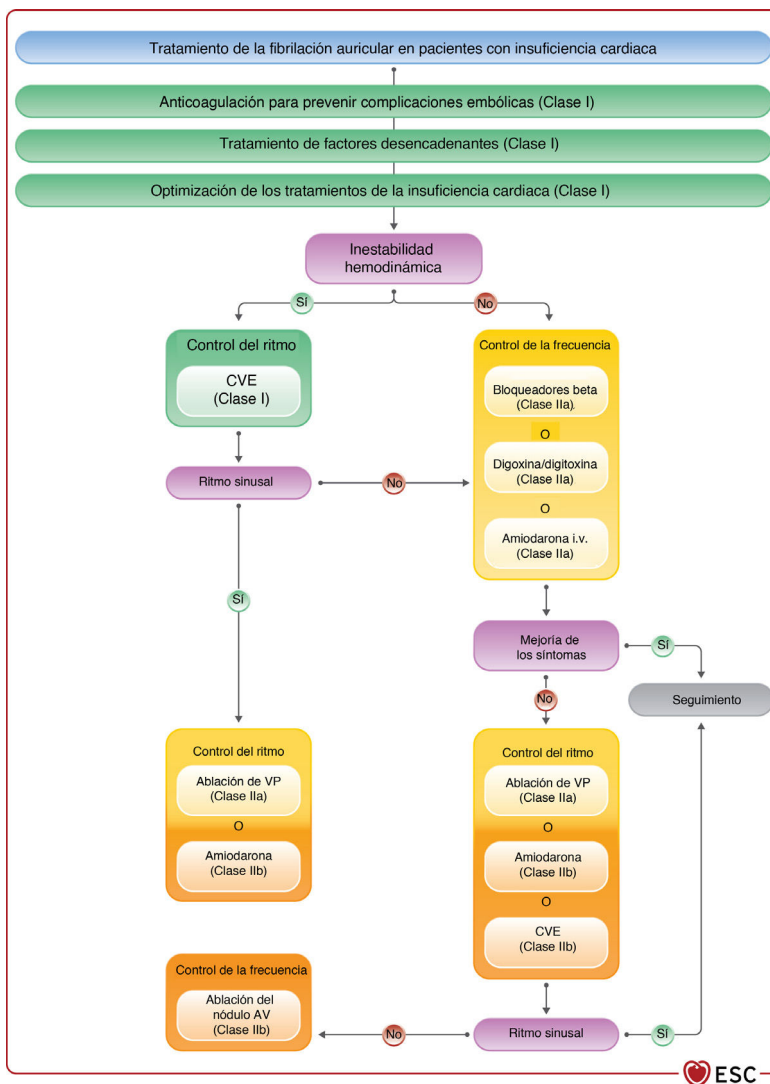 Tratamiento de la fibrilación auricular en pacientes con insuficiencia cardiaca
Anticoagulación para prevenir complicaciones embólicas (Clase I)
Tratamiento de factores desencadenantes (Clase I)
Optimización de los tratamientos de la insuficiencia cardiaca (Clase I)
Inestabilidad
hemodinámica
Sí
No
Control del ritmo
CVE
(Clase I)
Control de la frecuencia
Bloqueadores beta
(Clase IIa).
O
Digoxina/digitoxina
(Clase IIa)
O
Amiodarona i.v.
(Clase IIa)
Ritmo sinusal
No
Sí
Mejoría de
los síntomas
Sí
No
Seguimiento
Control del ritmo
Ablación de VP
(Clase IIa)
O
Amiodarona
(Clase IIb)
Control del ritmo
Ablación de VP
(Clase IIa)
O
Amiodarona
(Clase IIb)
O
CVE
(Clase IIb)
Control de la frecuencia
Ablación del
nódulo AV
(Clase IIb)
No
Ritmo sinusal
Sí
ESC